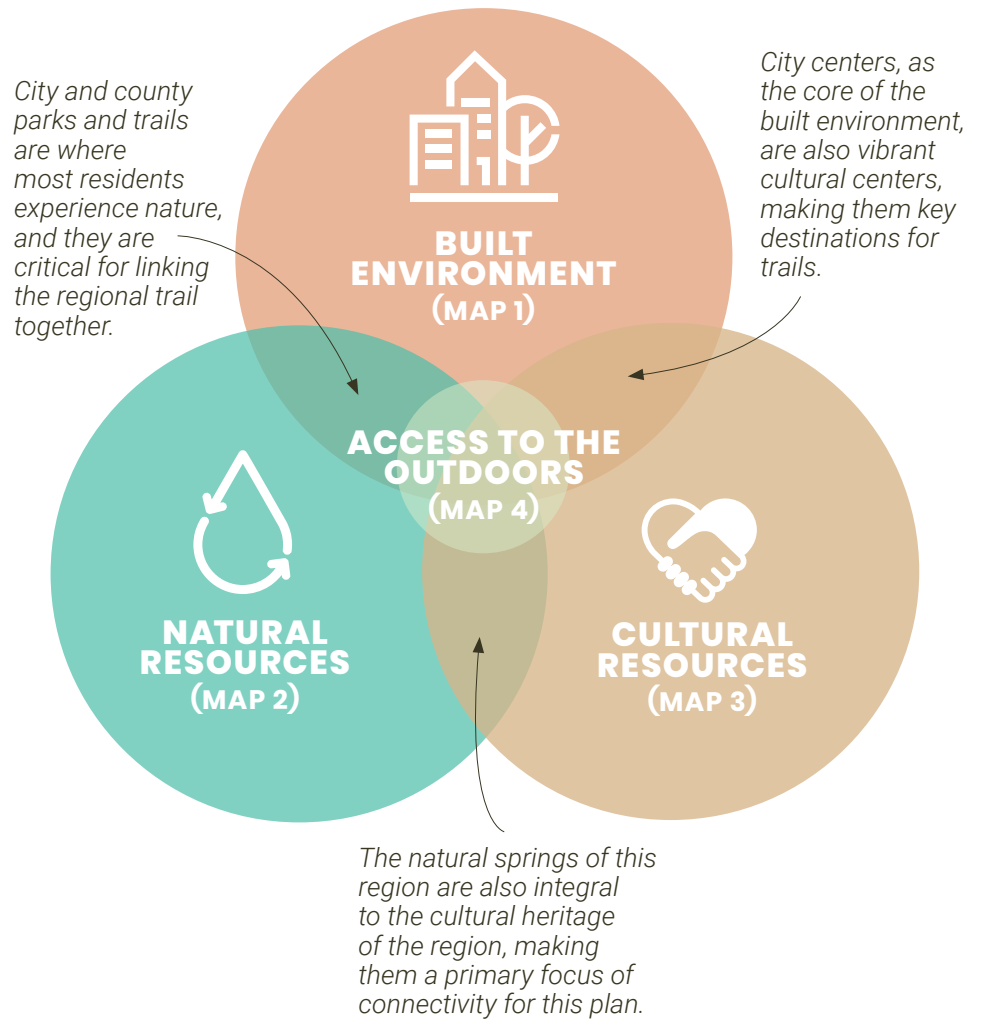 City and county
parks and trails
are where
most residents
experience nature,
and they are
critical for linking
the regional trail
together.
City centers, as
the core of the
built environment,
are also vibrant
cultural centers,
making them key
destinations for
trails.
BUILT
ENVIRONMENT
(MAP 1)
ACCESS TO THE
OUTDOORS
(MAP 4)
NATURAL
RESOURCES
(MAP 2)
CULTURAL
RESOURCES
(MAP 3)
The natural springs of this
region are also integral
to the cultural heritage
of the region, making
them a primary focus of
connectivity for this plan.